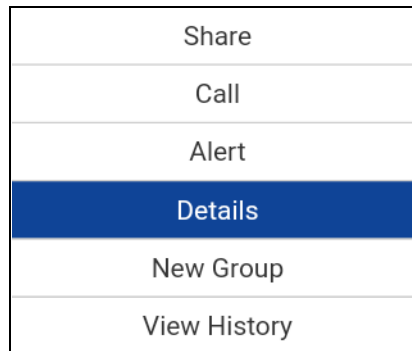 Share
Call
Alert
Details
New Group
View History